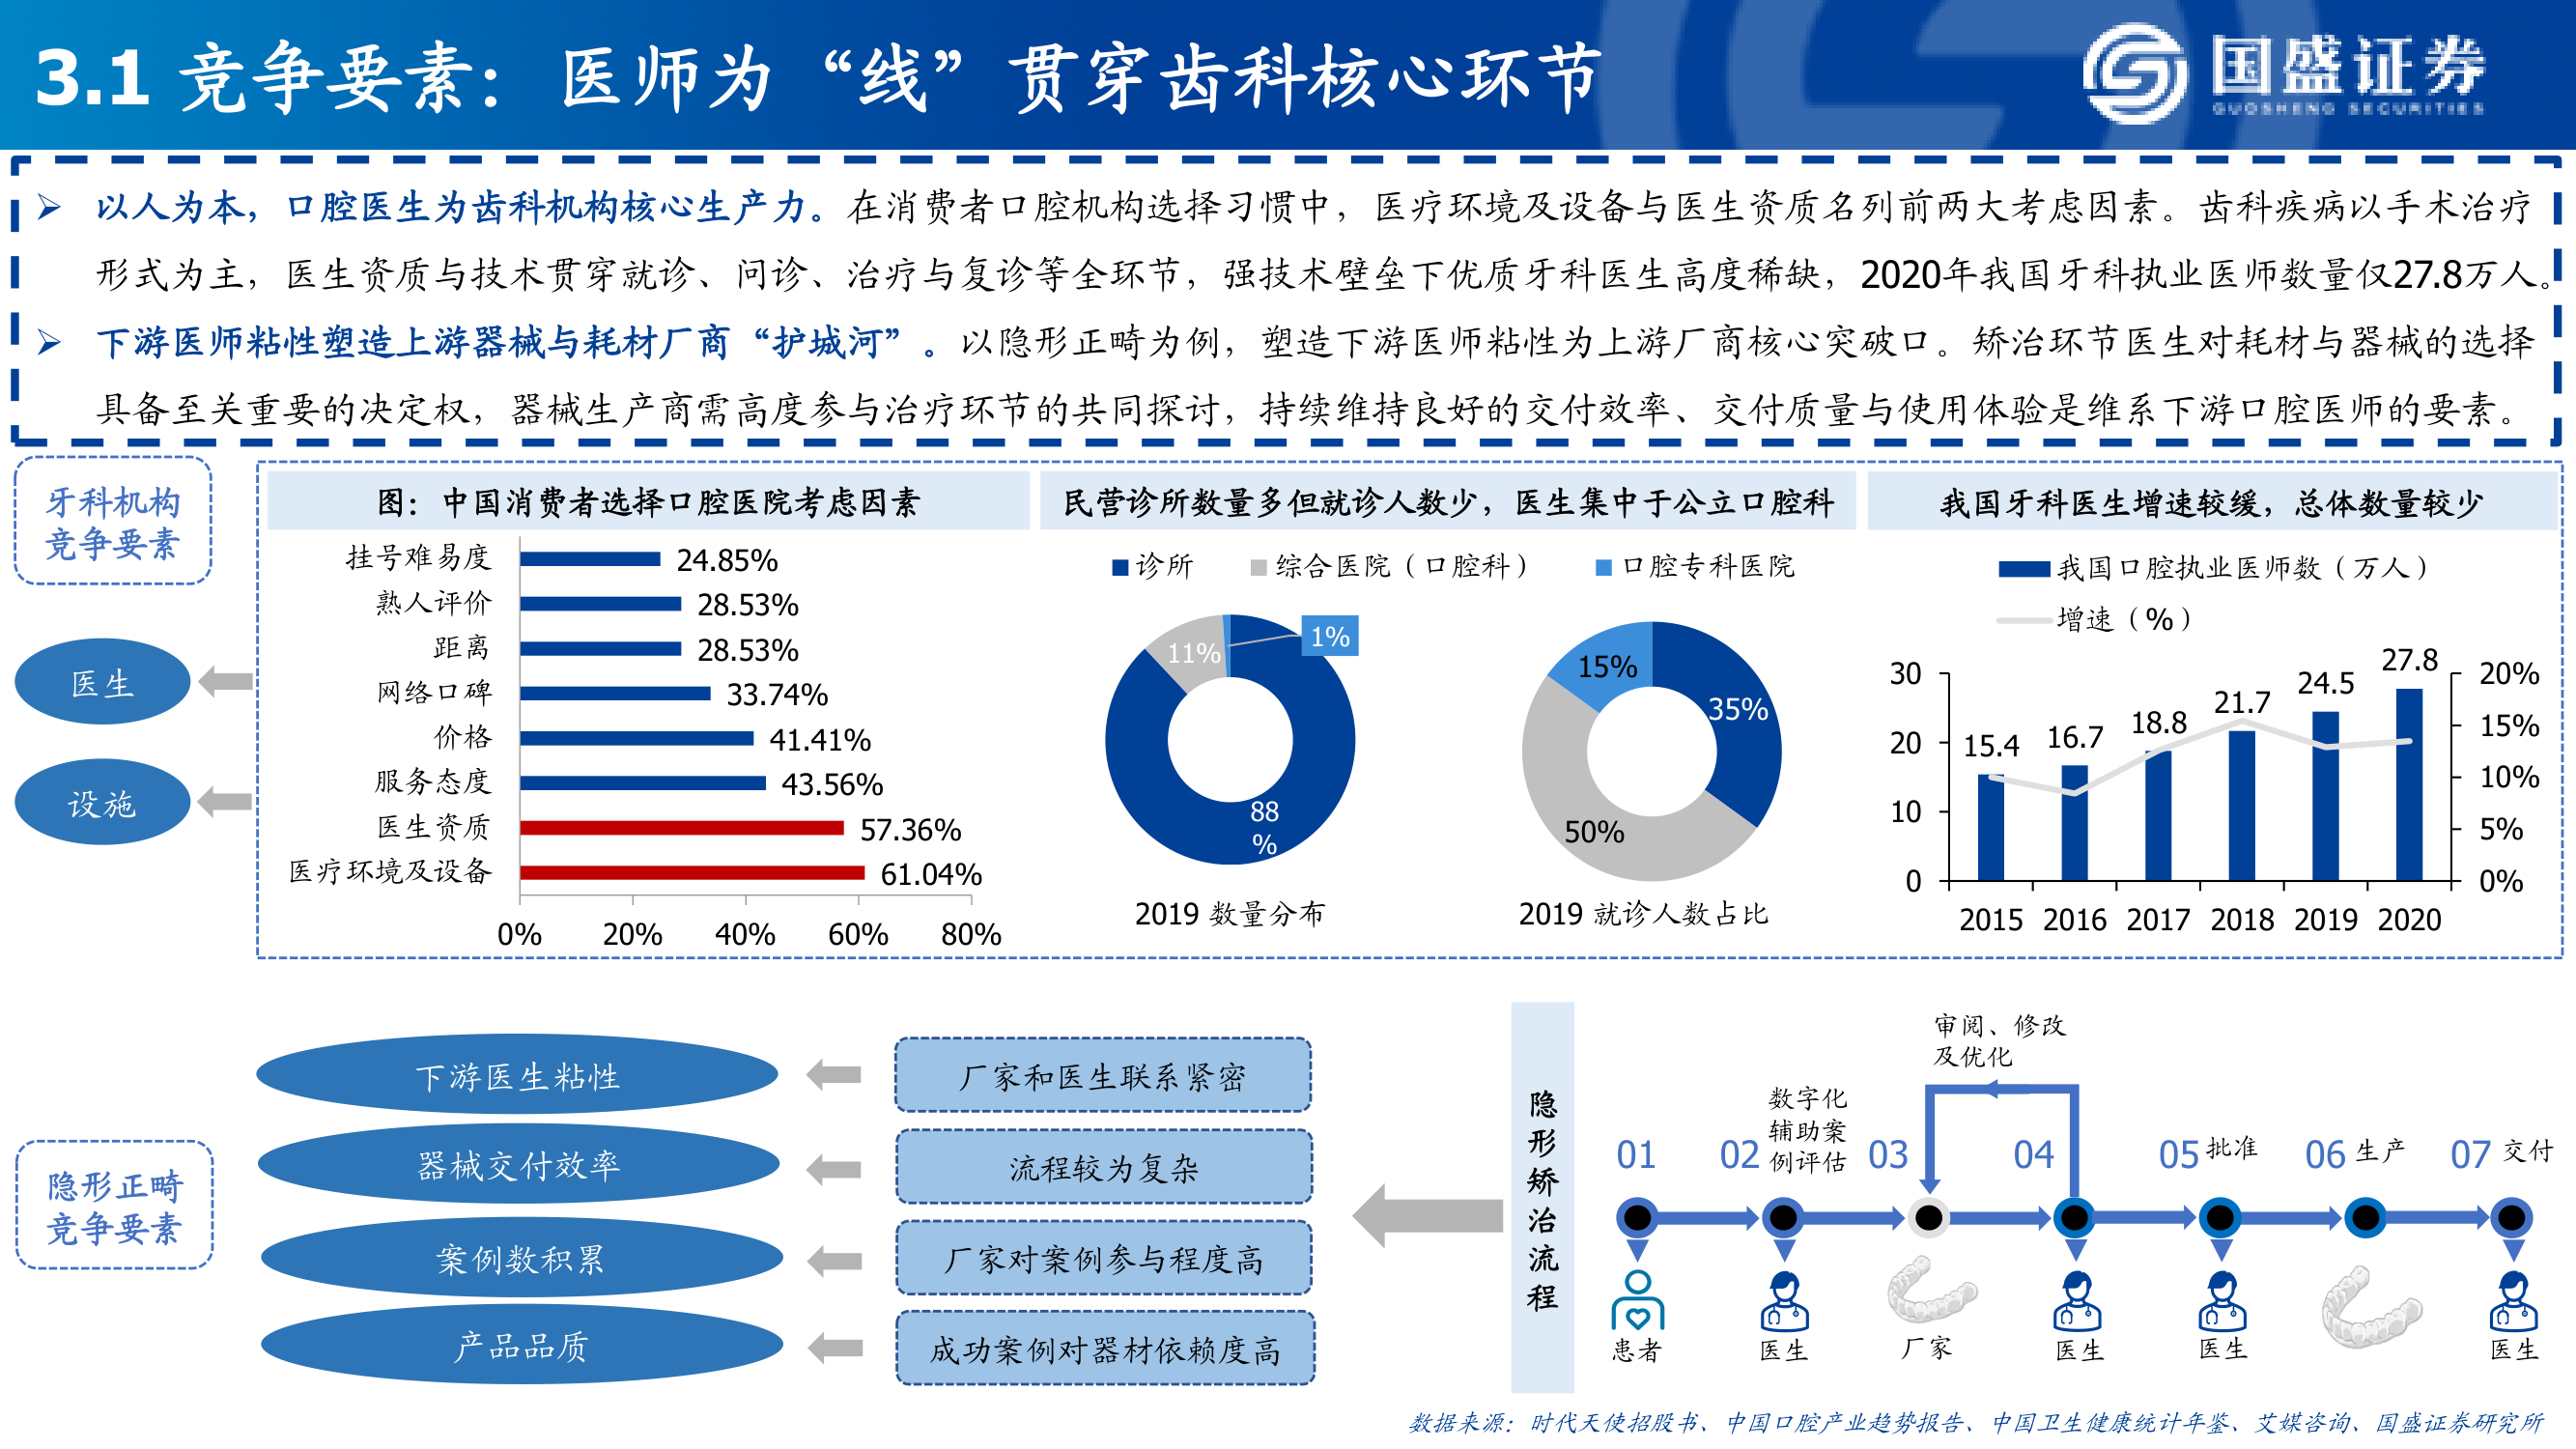 3.1 竞争要素：医师为“线”贯穿齿科核心环节
国盛证券
GUOSHENG SECURITIES
➢ 以人为本，口腔医生为齿科机构核心生产力。在消费者口腔机构选择习惯中，医疗环境及设备与医生资质名列前两大考虑因素。齿科疾病以手术治疗
形式为主，医生资质与技术贯穿就诊、问诊、治疗与复诊等全环节，强技术壁垒下优质牙科医生高度稀缺，2020年我国牙科执业医师数量仅27.8万人。
➢ 下游医师粘性塑造上游器械与耗材厂商“护城河”。以隐形正畸为例，塑造下游医师粘性为上游厂商核心突破口。矫治环节医生对耗材与器械的选择
具备至关重要的决定权，器械生产商需高度参与治疗环节的共同探讨，持续维持良好的交付效率、交付质量与使用体验是维系下游口腔医师的要素。
牙科机构
竞争要素
医生
设施
图：中国消费者选择口腔医院考虑因素
挂号难易度 24.85%
熟人评价 28.53%
距离 28.53%
网络口碑 33.74%
价格 41.41%
服务态度 43.56%
医生资质 57.36%
医疗环境及设备 61.04%
0% 20% 40% 60% 80%
民营诊所数量多但就诊人数少，医生集中于公立口腔科
诊所 综合医院（口腔科） 口腔专科医院
11%
1%
88
%
2019 数量分布
15%
35%
50%
2019 就诊人数占比
我国牙科医生增速较缓，总体数量较少
我国口腔执业医师数（万人）
增速（%）
30
20
10
0
15.4 16.7 18.8 21.7 24.5 27.8
20%
15%
10%
5%
0%
2015 2016 2017 2018 2019 2020
隐形正畸
竞争要素
下游医生粘性
器械交付效率
案例数积累
产品品质
厂家和医生联系紧密
流程较为复杂
厂家对案例参与程度高
成功案例对器材依赖度高
隐
形
矫
治
流
程
审阅、修改
及优化
01
02
数字化
辅助案
例评估
03
04
05 批准
06 生产
07 交付
患者
医生
厂家
医生
医生
医生
数据来源：时代天使招股书、中国口腔产业趋势报告、中国卫生健康统计年鉴、艾媒咨询、国盛证券研究所